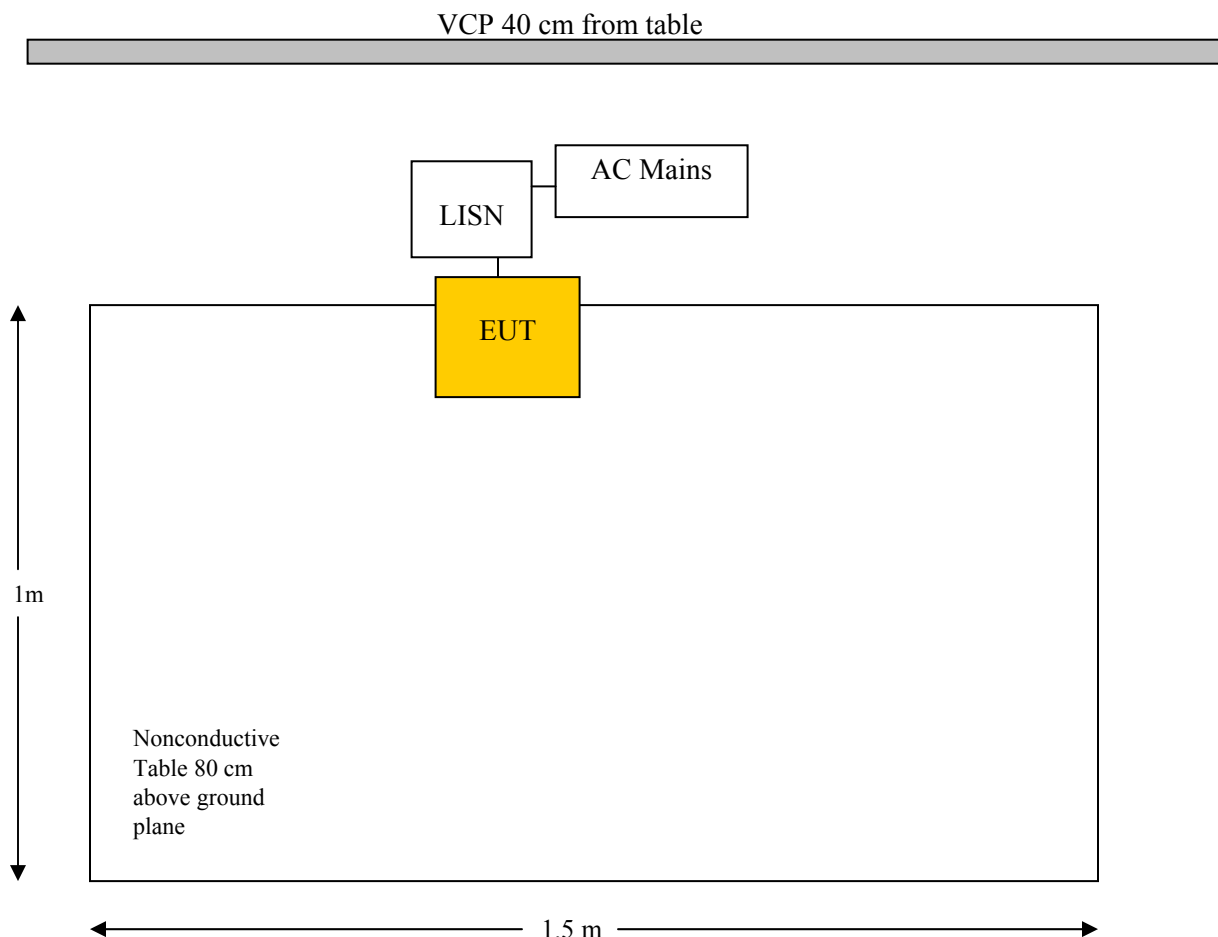 VCP 40 cm from table
AC Mains
LISN
EUT
1m
Nonconductive
Table 80 cm
above ground
plane
1.5 m